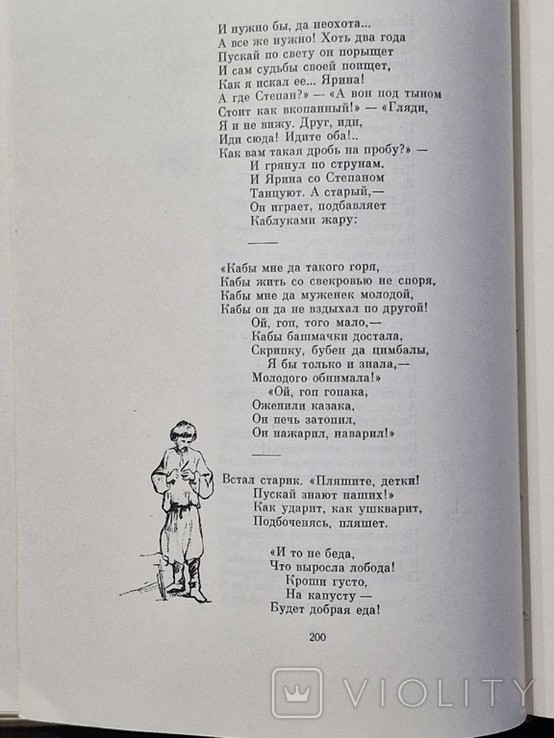 И нужно бы, да неохота...
А все же нужно! Хоть два года
Пускай по свету он порыщет
И сам судьбы своей поищет,
Как я искал ее... Ярина!
А где Степан?» — «А вон под тыном
Стоит как вкопанный!» — «Гляди,
Я и не вижу. Друг, иди,
Иди сюда! Идите оба!..
Как вам такая дробь на пробу?» —
И грянул по струнам,
И Ярина со Степаном
Танцуют. А старый,—
Он играет, подбавляет
Каблуками жару:
«Кабы мне да такого горя,
Кабы жить со свекровью не споря,
Кабы мне да муженек молодой,
Кабы он да не вздыхал по другой!
Ой, гоп, того мало,—
Кабы башмачки достала,
Скрипку, бубен да цимбалы,
Я бы только и знала,—
Молодого обнимала!»
«Ой, гоп гопака,
Оженили казака,
Он печь затопил,
Он нажарил, наварил!»
Встал старик. «Пляшите, детки!
Пускай знают наших!»
Как ударит, как ушкварит,
Подбоченясь, пляшет.
«И то не беда,
Что выросла лобода!
Кроши густо,
На капусту —
Будет добрая еда!
200
VIOLITY